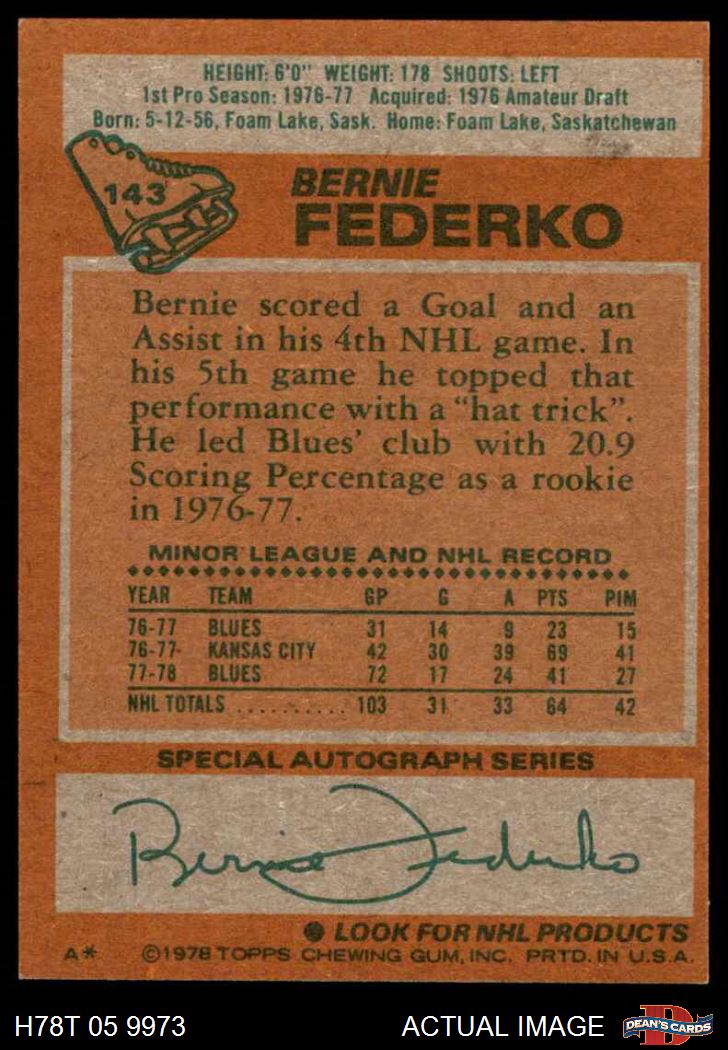 HEIGHT: 6'0" WEIGHT: 178 SHOOTS: LEFT
1st Pro Season: 1976-77 Acquired: 1976 Amateur Draft
Born: 5-12-56, Foam Lake, Sask. Home: Foam Lake, Saskatchewan
143
BERNIE
FEDERKO
Bernie scored a Goal and an
Assist in his 4th NHL game. In
his 5th game he topped that
performance with a "hat trick".
He led Blues' club with 20.9
Scoring Percentage as a rookie
in 1976-77.
MINOR LEAGUE AND NHL RECORD
YEAR TEAM GP G A PTS PIM
76-77 BLUES 31 14 9 23 15
76-77 KANSAS CITY 42 30 39 69 41
77-78 BLUES 72 17 24 41 27
NHL TOTALS .......... 103 31 33 64 42
SPECIAL AUTOGRAPH SERIES
Bernie Federko
LOOK FOR NHL PRODUCTS
A* ©1978 TOPPS CHEWING GUM, INC. PRTD. IN U.S.A.
H78T 05 9973 ACTUAL IMAGE DEAN'S CARDS